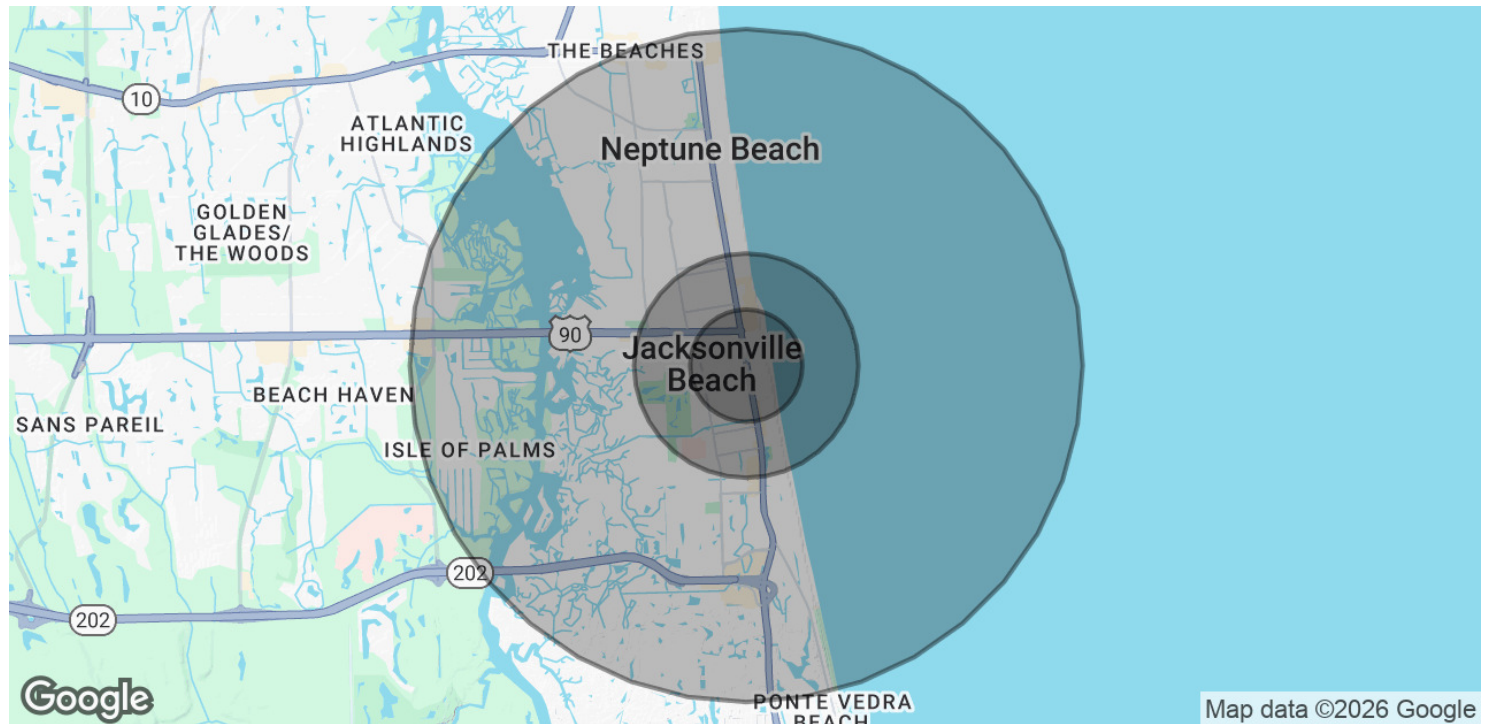 THE BEACHES
10
ATLANTIC
HIGHLANDS
Neptune Beach
GOLDEN
GLADES/
THE WOODS
90
Jacksonville
Beach
BEACH HAVEN
SANS PAREIL
ISLE OF PALMS
202
202
PONTE VEDRA
BEACH
Google
Map data ©2026 Google